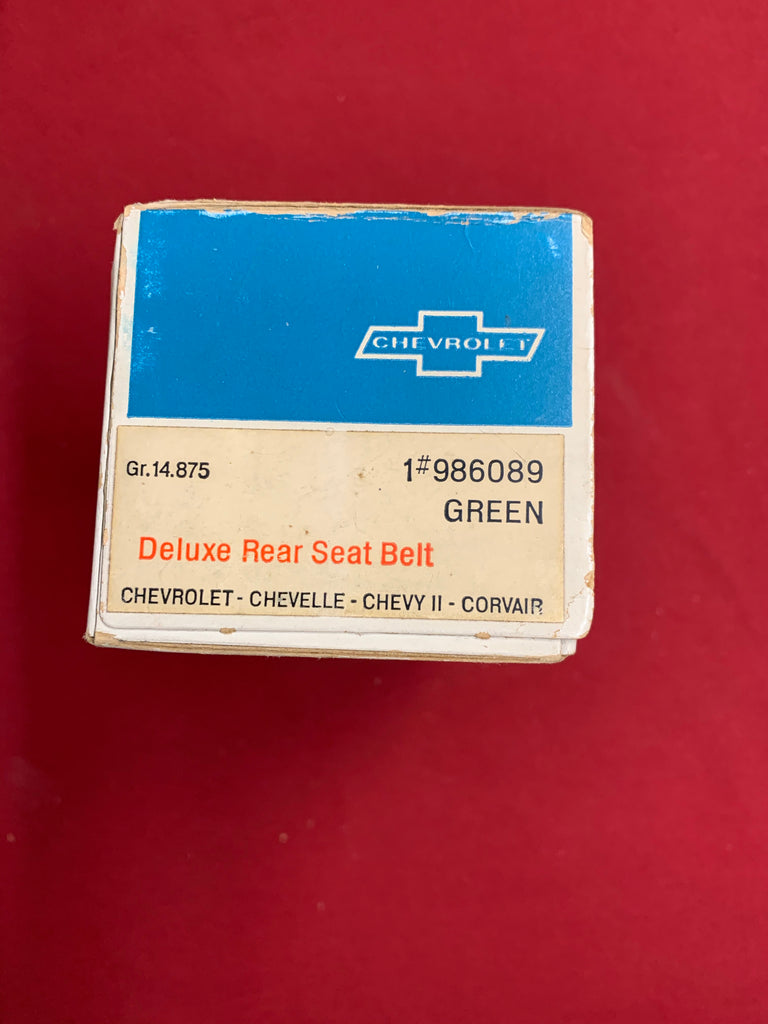 CHEVROLET
Gr.14.875
1#986089
GREEN
Deluxe Rear Seat Belt
CHEVROLET - CHEVELLE - CHEVY II - CORVAIR